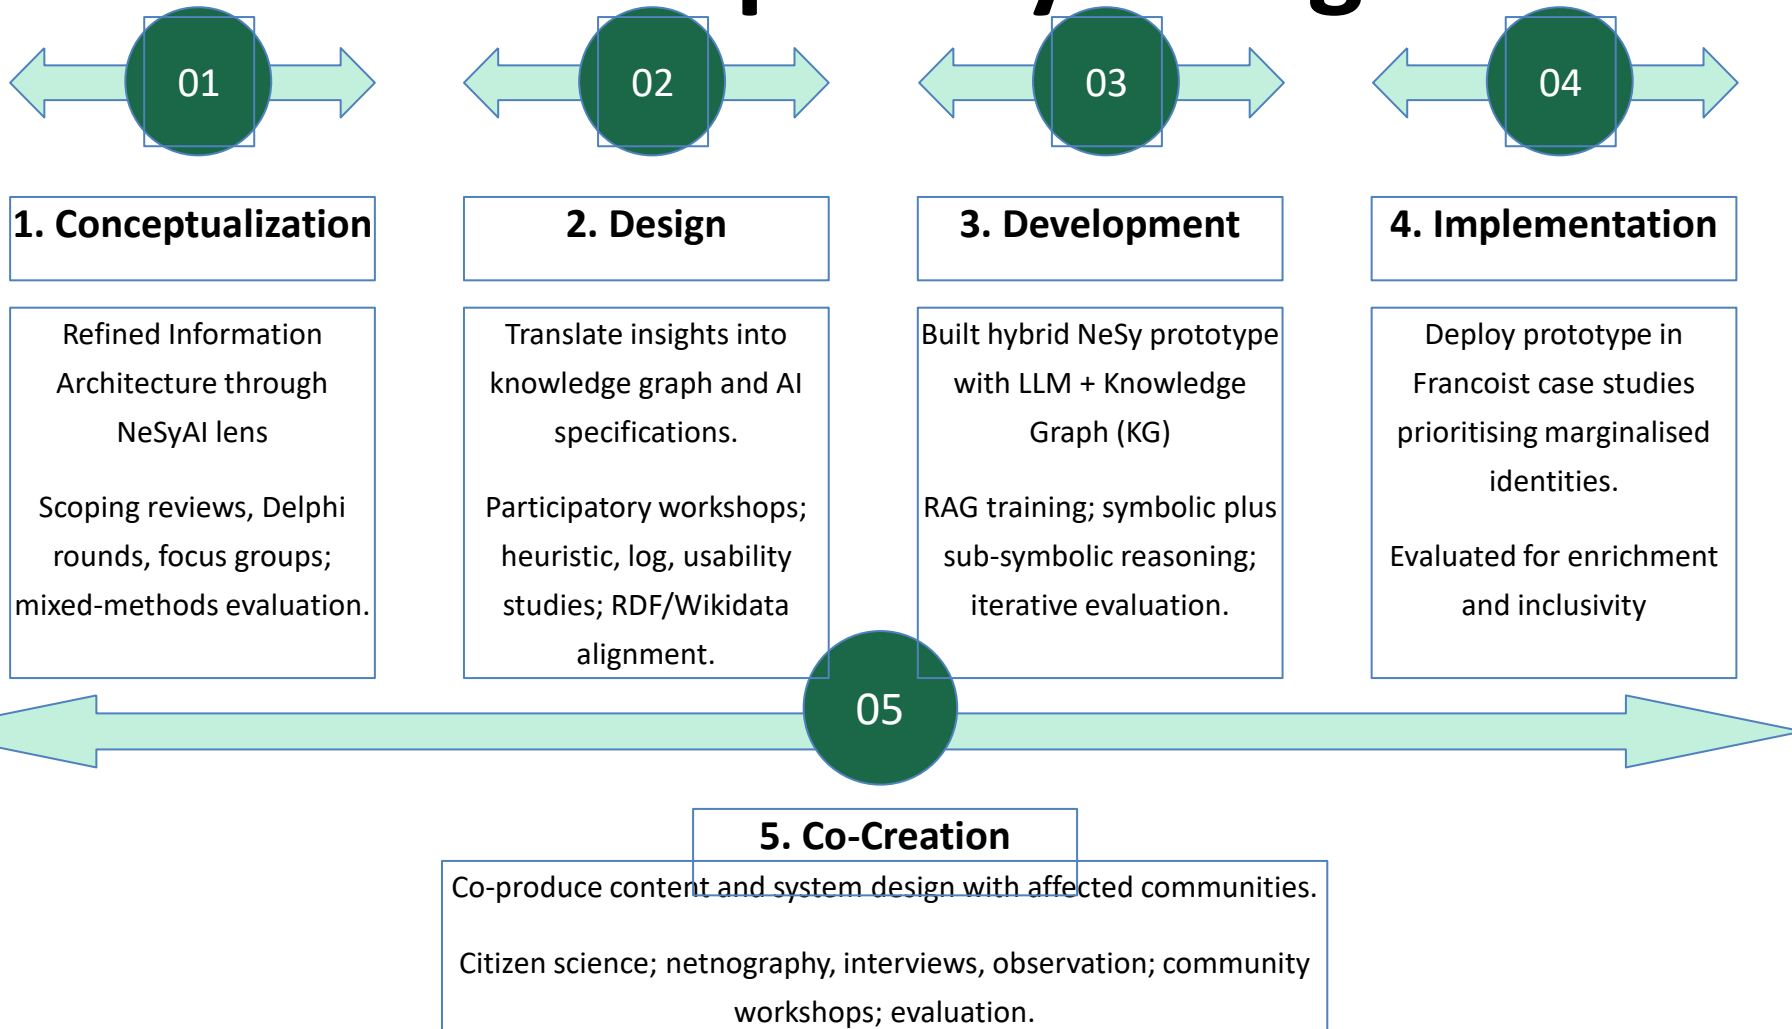 01
02
03
04
1. Conceptualization
2. Design
3. Development
4. Implementation
Refined Information
Architecture through
NeSyAI lens
Scoping reviews, Delphi
rounds, focus groups;
mixed-methods evaluation.
Translate insights into
knowledge graph and AI
specifications.
Participatory workshops;
heuristic, log, usability
studies; RDF/Wikidata
alignment.
Built hybrid NeSy prototype
with LLM + Knowledge
Graph (KG)
RAG training; symbolic plus
sub-symbolic reasoning;
iterative evaluation.
Deploy prototype in
Francoist case studies
prioritising marginalised
identities.
Evaluated for enrichment
and inclusivity
05
5. Co-Creation
Co-produce content and system design with affected communities.
Citizen science; netnography, interviews, observation; community
workshops; evaluation.